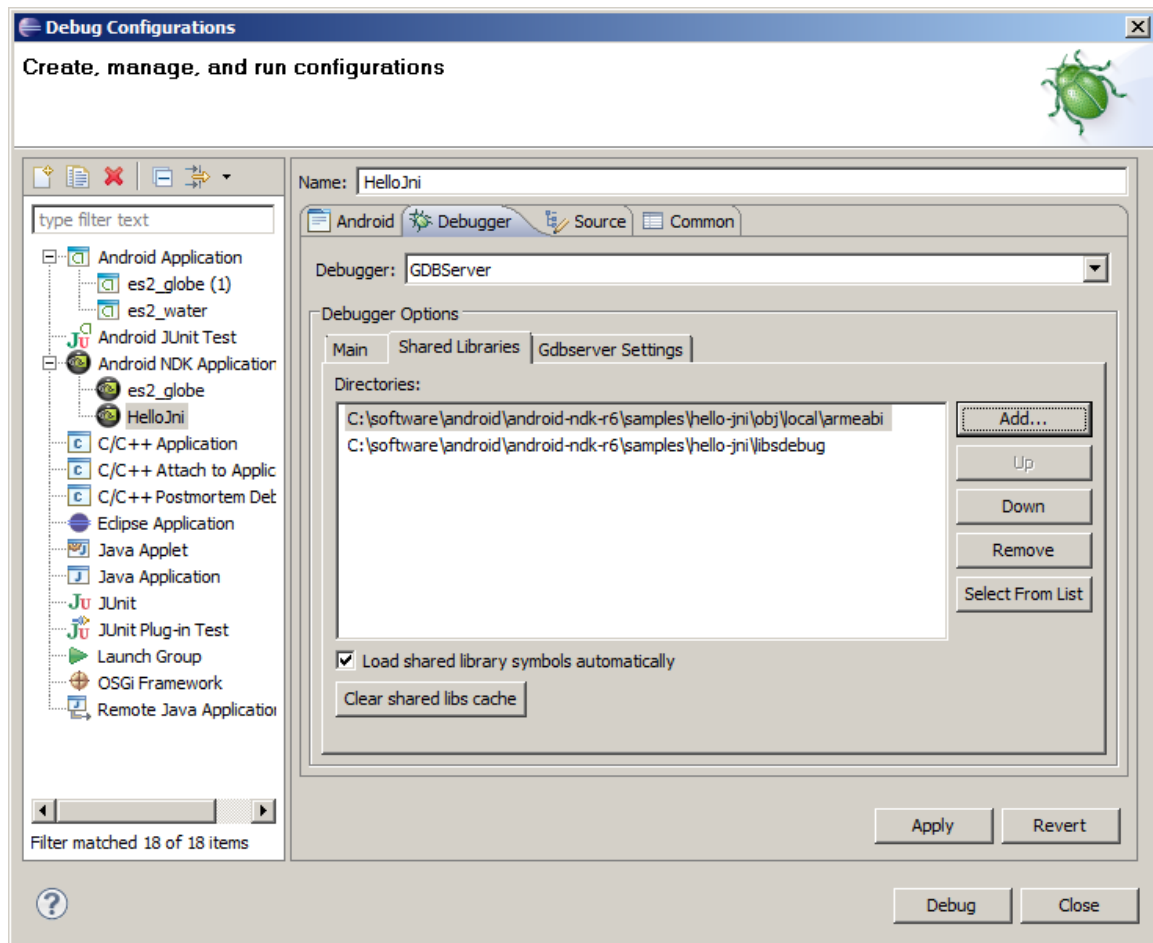 Debug Configurations
Create, manage, and run configurations
type filter text
Android Application
es2_globe (1)
es2_water
Android JUnit Test
Android NDK Application
es2_globe
HelloJni
C/C++ Application
C/C++ Attach to Applic
C/C++ Postmortem Det
Eclipse Application
Java Applet
Java Application
JUnit
JUnit Plug-in Test
Launch Group
OSGi Framework
Remote Java Application
Filter matched 18 of 18 items
Name: HelloJni
Android Debugger Source Common
Debugger: GDBServer
Debugger Options
Main Shared Libraries Gdbserver Settings
Directories:
C:\software\android\android-ndk-r6\samples\hello-jni\obj\local\armeabi
C:\software\android\android-ndk-r6\samples\hello-jni\libsdebug
Add...
Up
Down
Remove
Select From List
Load shared library symbols automatically
Clear shared libs cache
Apply Revert
Debug Close